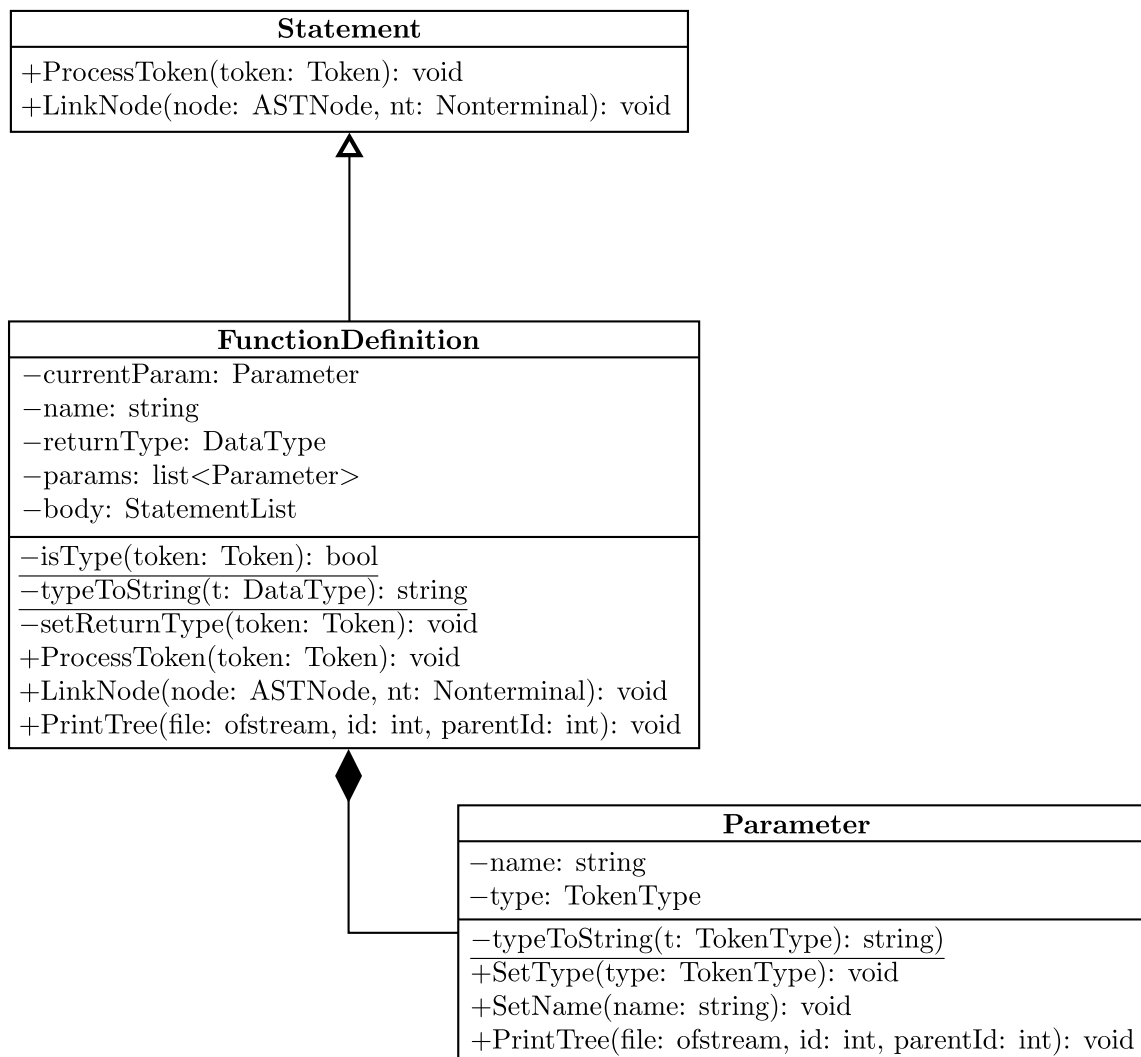 Statement
+ProcessToken(token: Token): void
+LinkNode(node: ASTNode, nt: Nonterminal): void
FunctionDefinition
−currentParam: Parameter
−name: string
−returnType: DataType
−params: list<Parameter>
−body: StatementList
−isType(token: Token): bool
−typeToString(t: DataType): string
−setReturnType(token: Token): void
+ProcessToken(token: Token): void
+LinkNode(node: ASTNode, nt: Nonterminal): void
+PrintTree(file: ofstream, id: int, parentId: int): void
Parameter
−name: string
−type: TokenType
−typeToString(t: TokenType): string)
+SetType(type: TokenType): void
+SetName(name: string): void
+PrintTree(file: ofstream, id: int, parentId: int): void